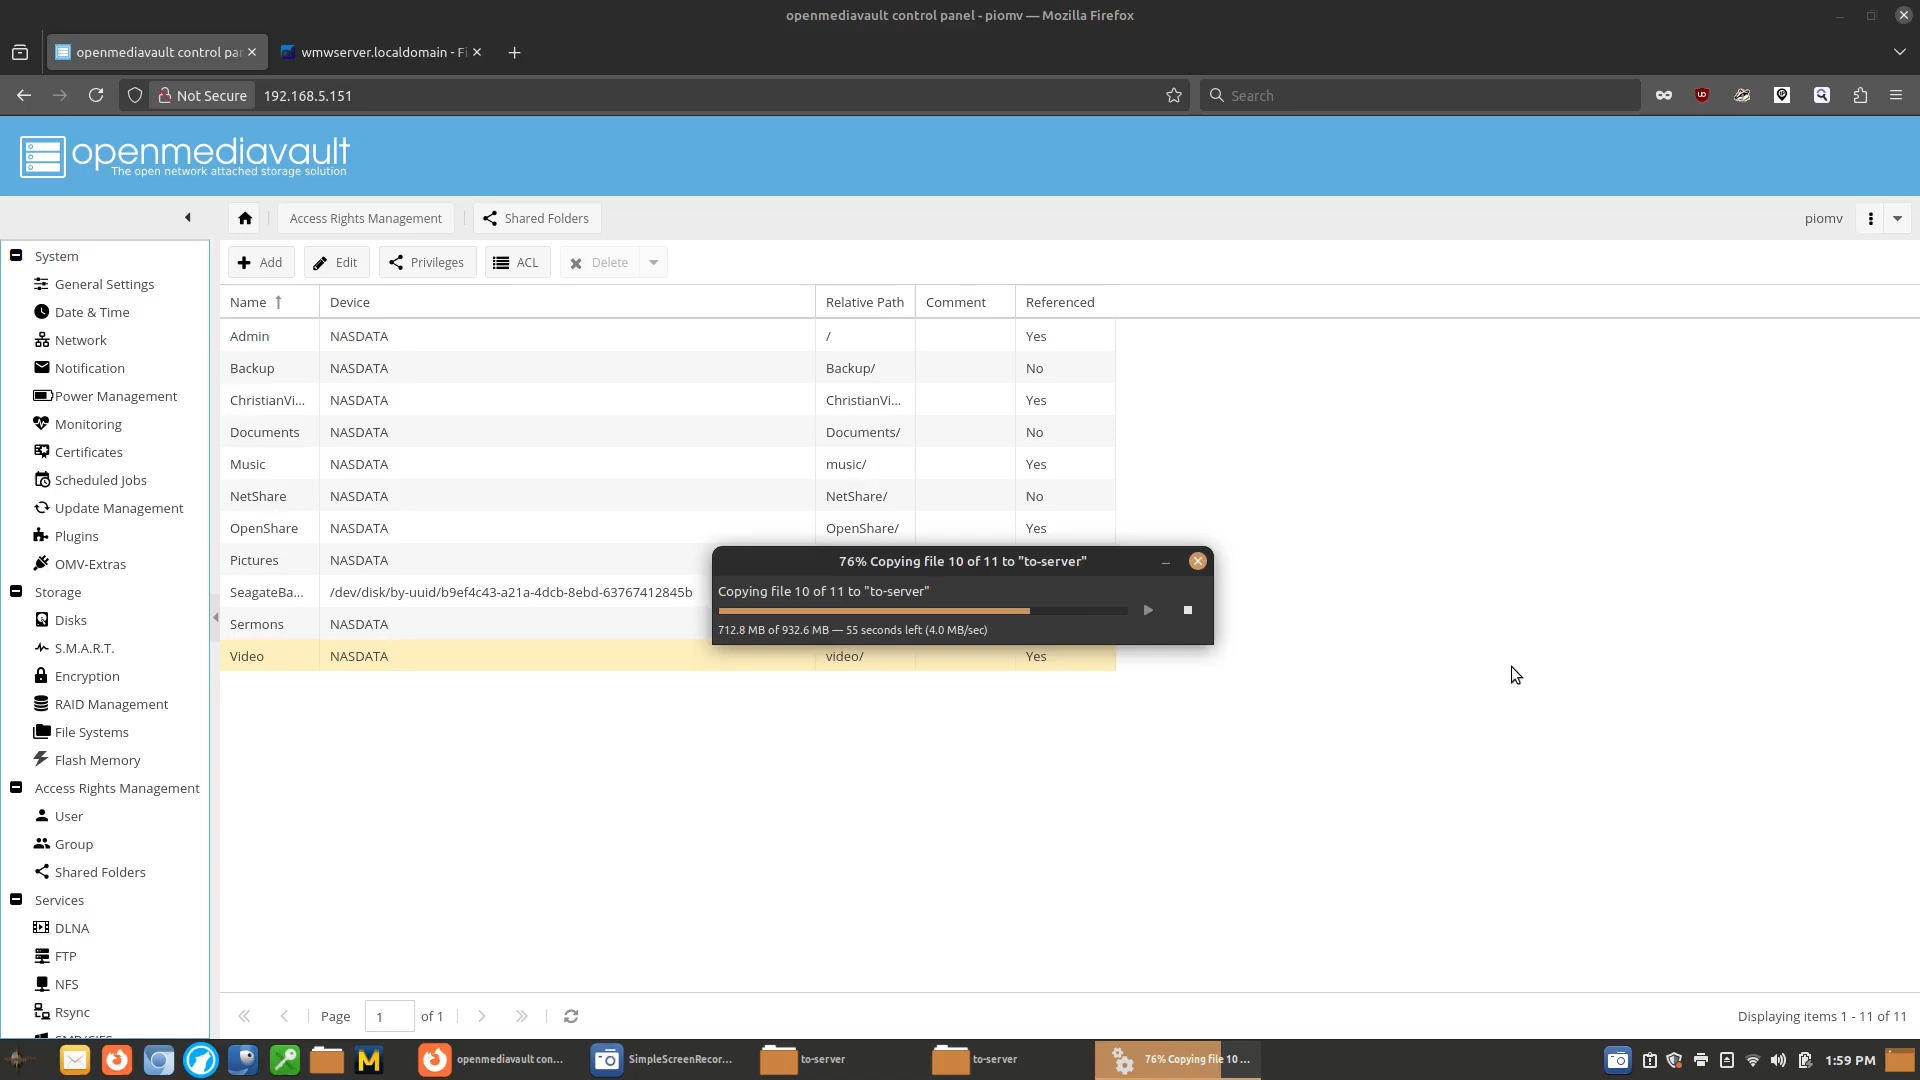 openmediavault control panel - piomv — Mozilla Firefox
openmediavault control par
wmwserver.localdomain - F
Not Secure
192.168.5.151
Search
openmediavault
The open network attached storage solution
Access Rights Management
Shared Folders
piomv
Add
Edit
Privileges
ACL
Delete
Name
Device
Relative Path
Comment
Referenced
Admin NASDATA / Yes
Backup NASDATA Backup/ No
ChristianVi... NASDATA ChristianVi... Yes
Documents NASDATA Documents/ No
Music NASDATA music/ Yes
NetShare NASDATA NetShare/ No
OpenShare NASDATA OpenShare/ Yes
Pictures NASDATA
SeagateBa... /dev/disk/by-uuid/b9ef4c43-a21a-4dcb-8ebd-63767412845b
Sermons NASDATA
Video NASDATA video/ Yes
76% Copying file 10 of 11 to "to-server"
Copying file 10 of 11 to "to-server"
712.8 MB of 932.6 MB — 55 seconds left (4.0 MB/sec)
System
General Settings
Date & Time
Network
Notification
Power Management
Monitoring
Certificates
Scheduled Jobs
Update Management
Plugins
OMV-Extras
Storage
Disks
S.M.A.R.T.
Encryption
RAID Management
File Systems
Flash Memory
Access Rights Management
User
Group
Shared Folders
Services
DLNA
FTP
NFS
Rsync
Page 1 of 1
Displaying items 1 - 11 of 11
openmediavault con...
SimpleScreenRecor...
to-server
to-server
76% Copying file 10 ...
1:59 PM